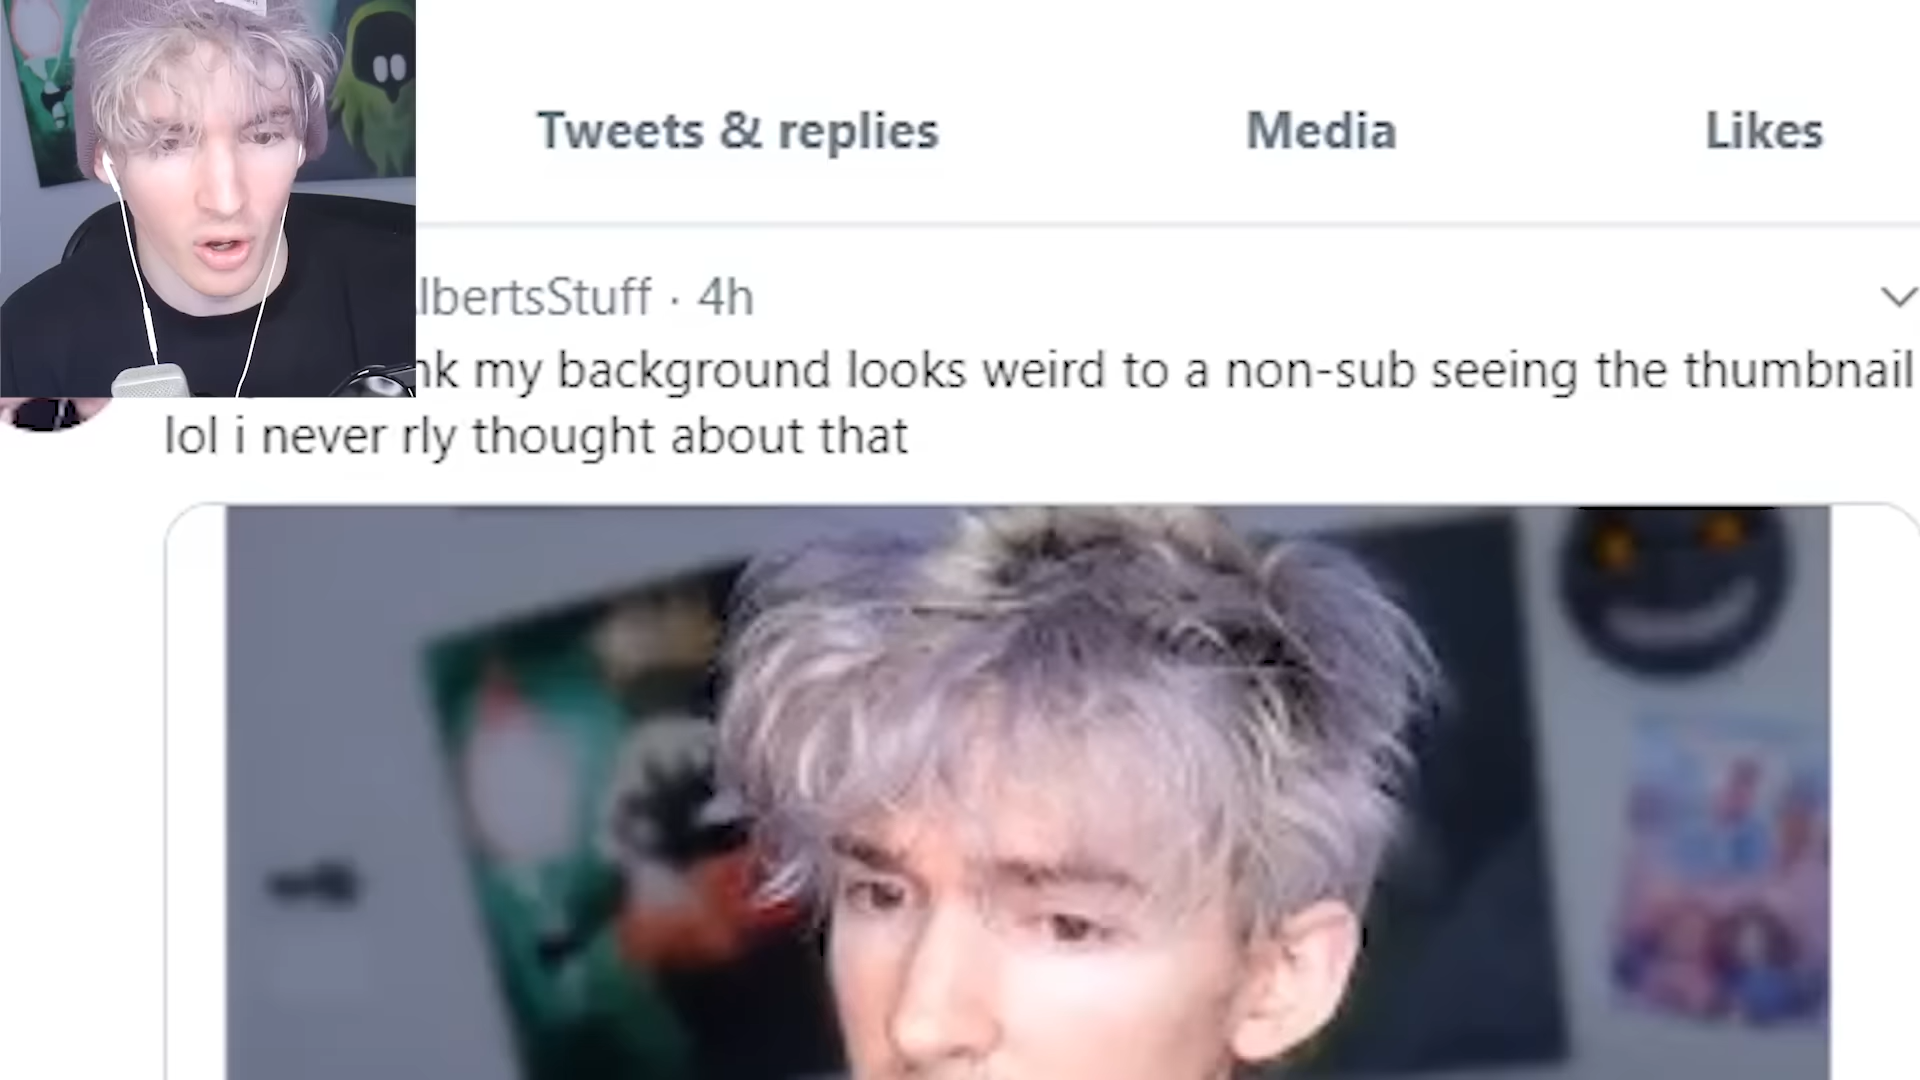 Tweets & replies Media Likes
lbertsStuff · 4h
nk my background looks weird to a non-sub seeing the thumbnail
lol i never rly thought about that